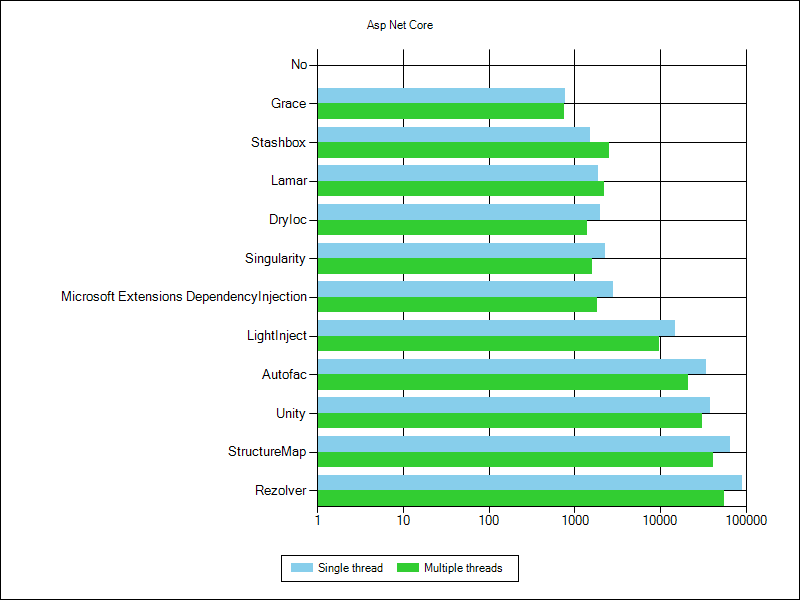 Asp Net Core
No
Grace
Stashbox
Lamar
DryIoc
Singularity
Microsoft Extensions DependencyInjection
LightInject
Autofac
Unity
StructureMap
Rezolver
1 10 100 1000 10000 100000
Single thread Multiple threads